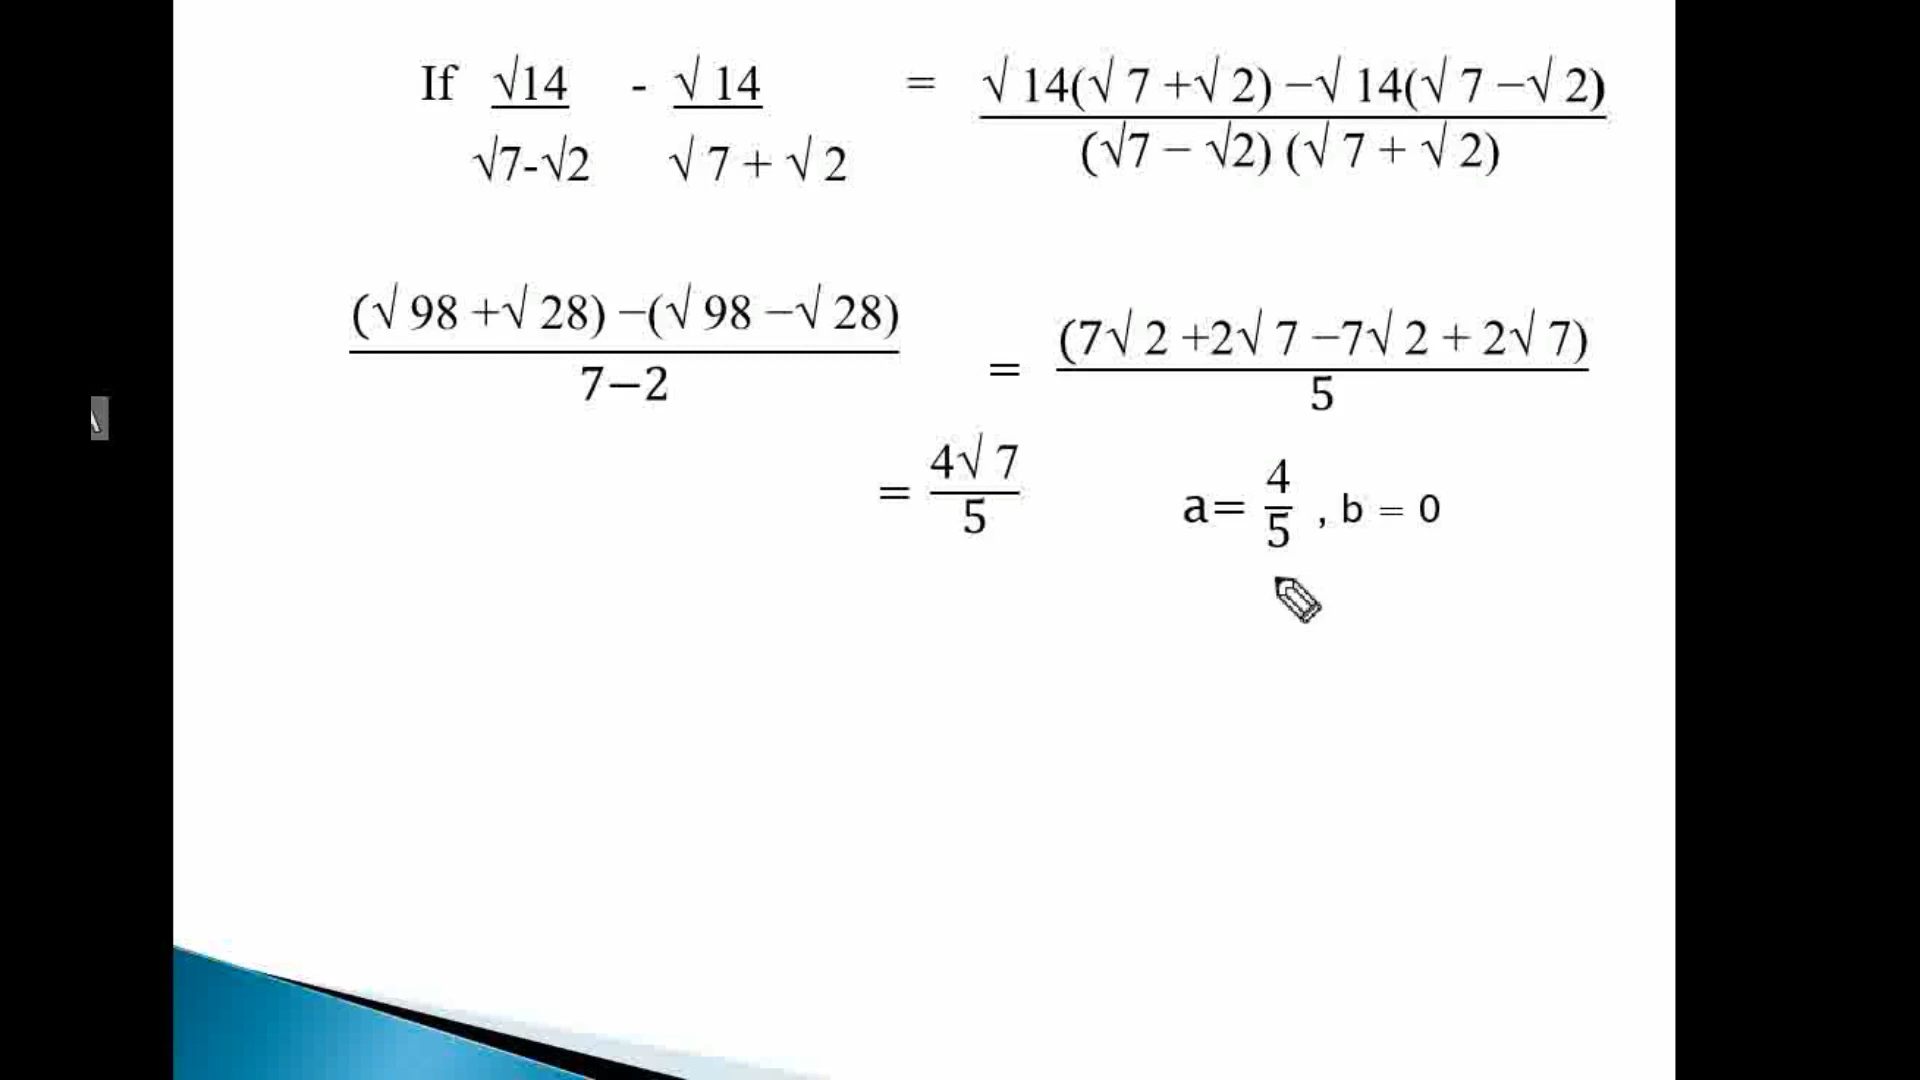 If √14 - √ 14 = √ 14(√ 7 +√ 2) −√ 14(√ 7 −√ 2)
√7-√2 √ 7 + √ 2 (√7 − √2) (√ 7 + √ 2)
(√ 98 +√ 28) −(√ 98 −√ 28)
7−2
= (7√ 2 +2√ 7 −7√ 2 + 2√ 7)
5
= 4√ 7
5
a= 4/5 , b = 0